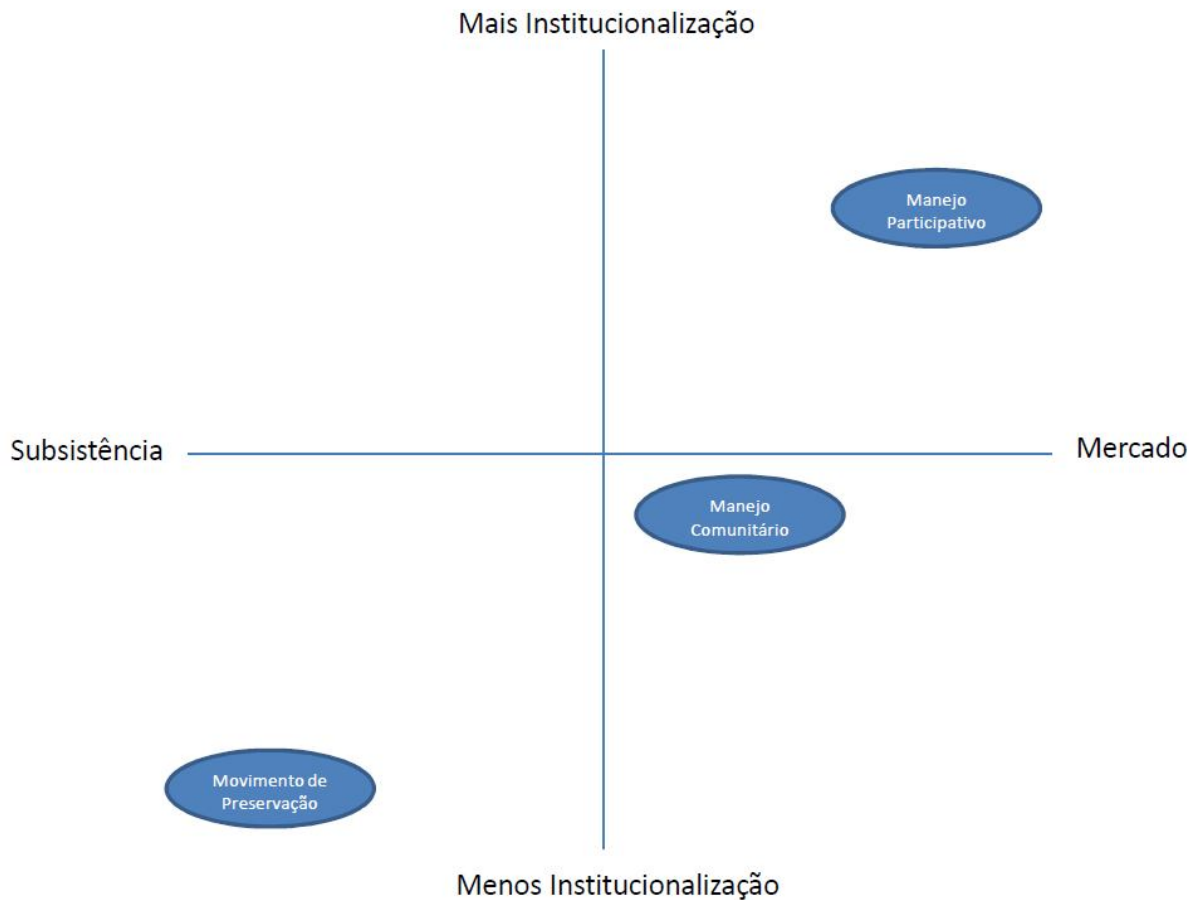 Mais Institucionalização
Manejo
Participativo
Subsistência
Mercado
Manejo
Comunitário
Movimento de
Preservação
Menos Institucionalização